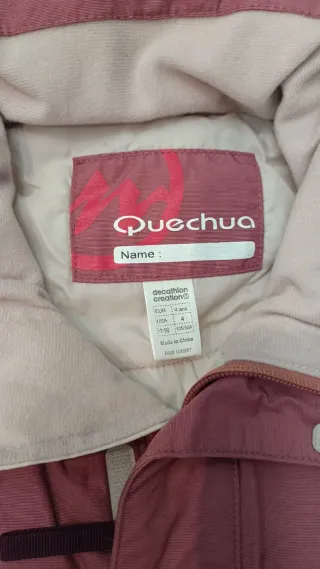 Quechua
Name :
decathlon
creation
EUR 4 ans
USA 4
Made in China